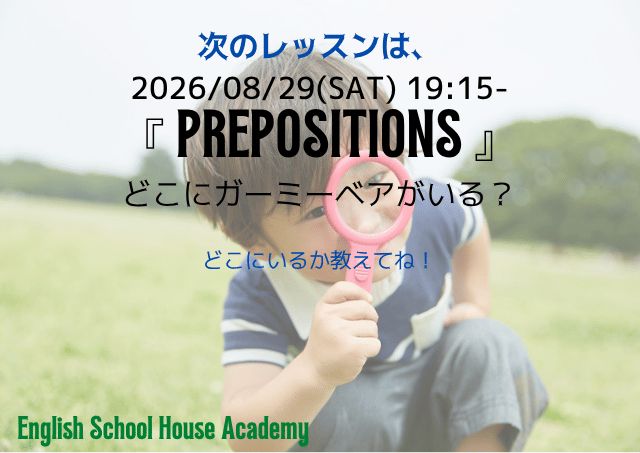 次のレッスンは、
2026/08/29(SAT) 19:15-
『 PREPOSITIONS 』
どこにガーミーベアがいる？
どこにいるか教えてね！
English School House Academy